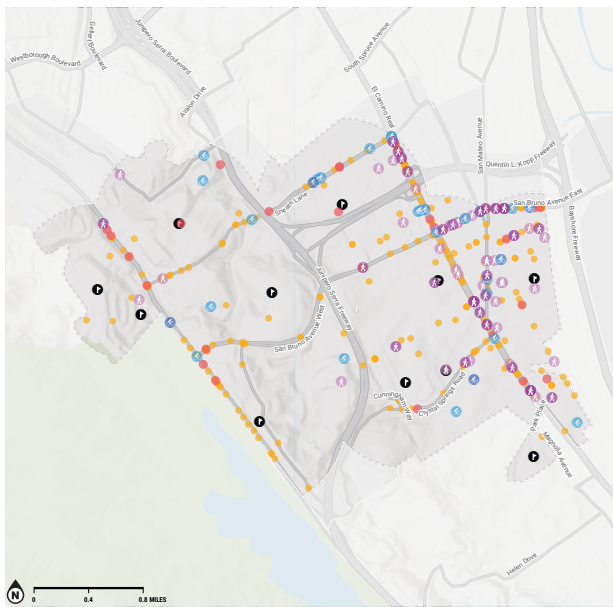 Westborough Boulevard
Gellert Boulevard
Junipero Serra Boulevard
Avalon Drive
South Spruce Avenue
El Camino Real
San Mateo Avenue
Quentin L. Kopp Freeway
San Bruno Avenue East
Bayshore Freeway
Sneath Lane
Junipero Serra Freeway
San Bruno Avenue West
Cunningham Way
Crystal Springs Road
Park Place
Magnolia Avenue
Helen Drive
N
0
0.4
0.8 MILES